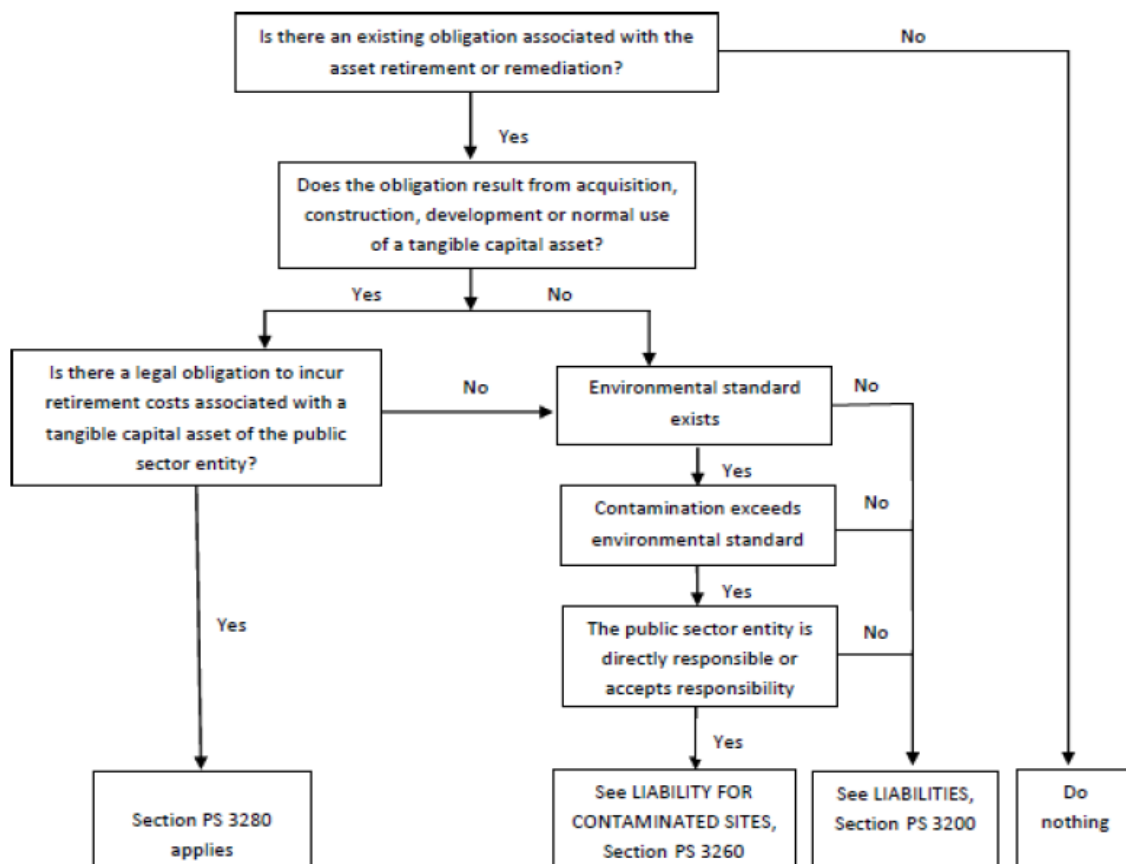 Is there an existing obligation associated with the
asset retirement or remediation?
No
Yes
Does the obligation result from acquisition,
construction, development or normal use
of a tangible capital asset?
Yes
No
Is there a legal obligation to incur
retirement costs associated with a
tangible capital asset of the public
sector entity?
No
Environmental standard
exists
No
Yes
Contamination exceeds
environmental standard
No
Yes
The public sector entity is
directly responsible or
accepts responsibility
No
Yes
Yes
Section PS 3280
applies
See LIABILITY FOR
CONTAMINATED SITES,
Section PS 3260
See LIABILITIES,
Section PS 3200
Do
nothing